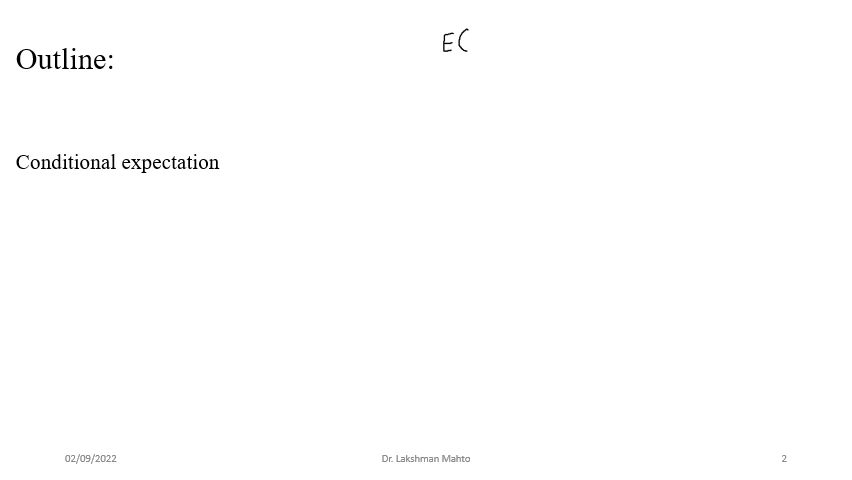 E(
Outline:
Conditional expectation
02/09/2022 Dr. Lakshman Mahto 2